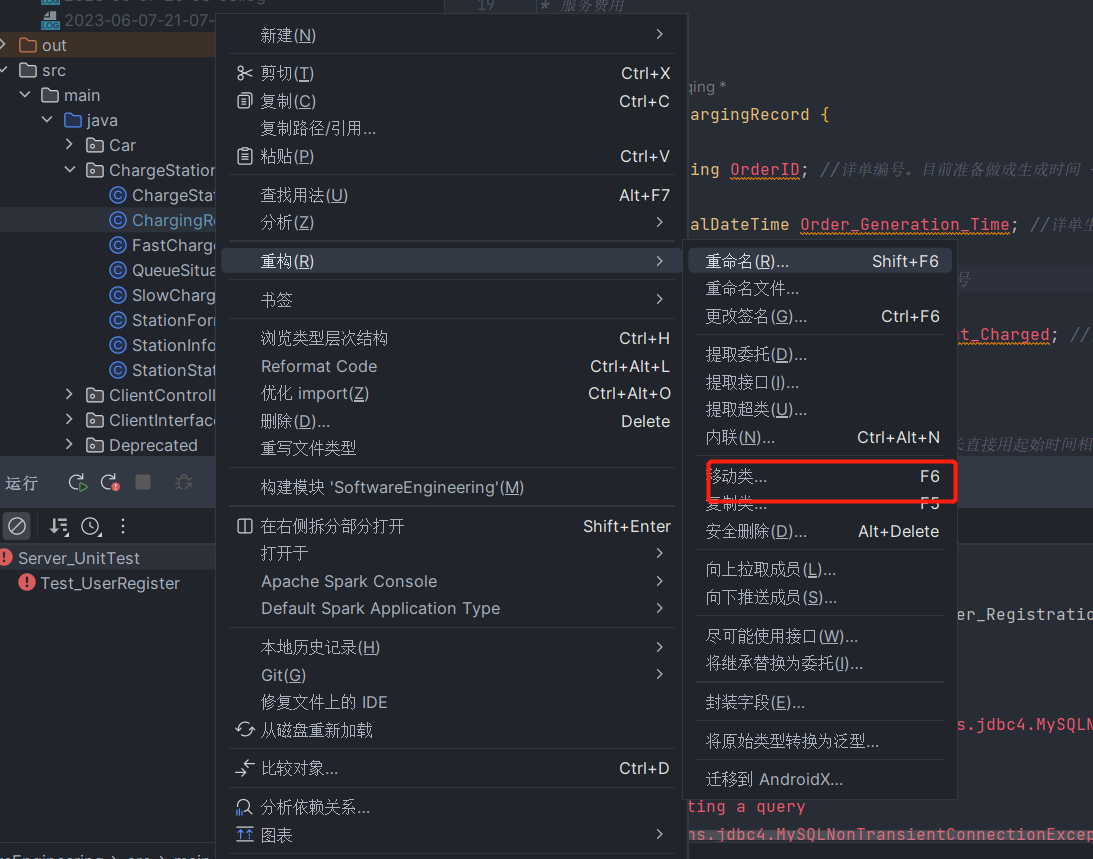 19
* 服务费用
2023-06-07-21-07-
out
src
main
java
Car
ChargeStation
ChargeSta
ChargingRe
FastCharge
QueueSitua
SlowCharg
StationForm
StationInfo
StationStat
ClientControll
ClientInterface
Deprecated
运行
Server_UnitTest
Test_UserRegister
新建(N)
剪切(T) Ctrl+X
复制(C) Ctrl+C
复制路径/引用...
粘贴(P) Ctrl+V
查找用法(U) Alt+F7
分析(Z)
重构(R)
书签
浏览类型层次结构 Ctrl+H
Reformat Code Ctrl+Alt+L
优化 import(Z) Ctrl+Alt+O
删除(D)... Delete
重写文件类型
构建模块 'SoftwareEngineering'(M)
在右侧拆分部分打开 Shift+Enter
打开于
Apache Spark Console
Default Spark Application Type
本地历史记录(H)
Git(G)
修复文件上的 IDE
从磁盘重新加载
比较对象... Ctrl+D
分析依赖关系...
图表
ging *
argingRecord {
ing OrderID; //详单编号。目前准备做成生成时间
alDateTime Order_Generation_Time; //详单生
号
重命名(R)... Shift+F6
重命名文件...
更改签名(G)... Ctrl+F6
提取委托(D)...
提取接口(I)...
提取超类(U)...
内联(N)... Ctrl+Alt+N
移动类... F6
复制类... F5
安全删除(D)... Alt+Delete
向上拉取成员(L)...
向下推送成员(S)...
尽可能使用接口(W)...
将继承替换为委托(I)...
封装字段(E)...
将原始类型转换为泛型...
迁移到 AndroidX...
t_Charged; //
长直接用起始时间相
er_Registratio
s.jdbc4.MySQLN
ting a query
ns.jdbc4.MySQLNonTransientConnectionExcep